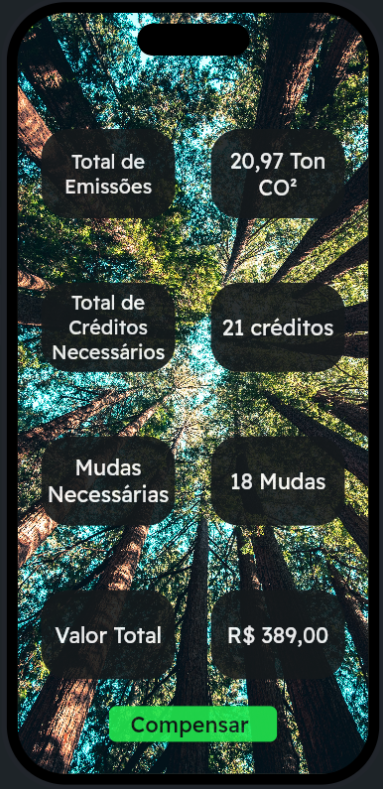 Total de
Emissões
20,97 Ton
CO²
Total de
Créditos
Necessários
21 créditos
Mudas
Necessárias
18 Mudas
Valor Total
R$ 389,00
Compensar